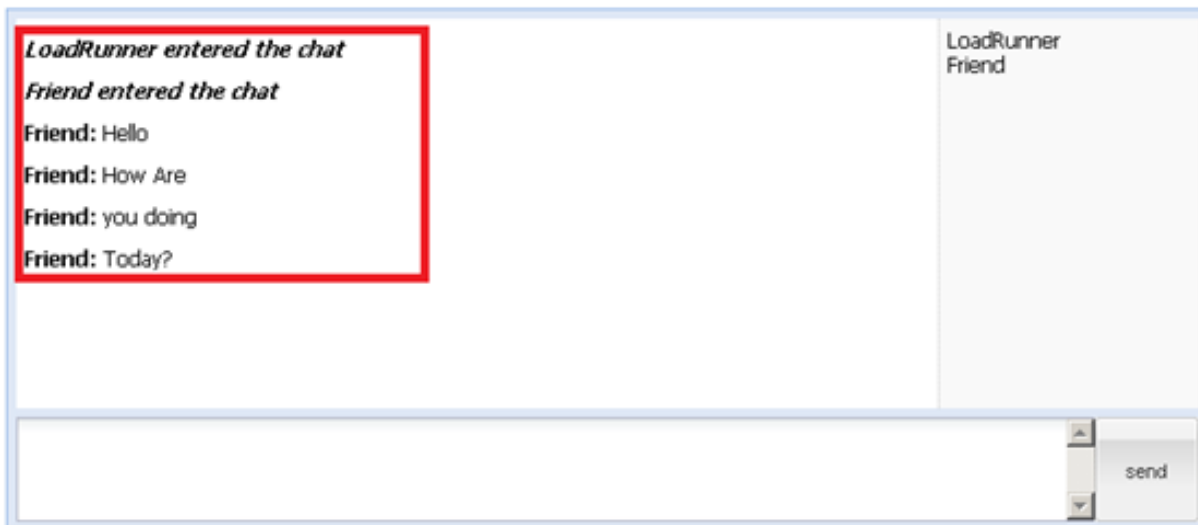 LoadRunner entered the chat
Friend entered the chat
Friend: Hello
Friend: How Are
Friend: you doing
Friend: Today?
LoadRunner
Friend
send